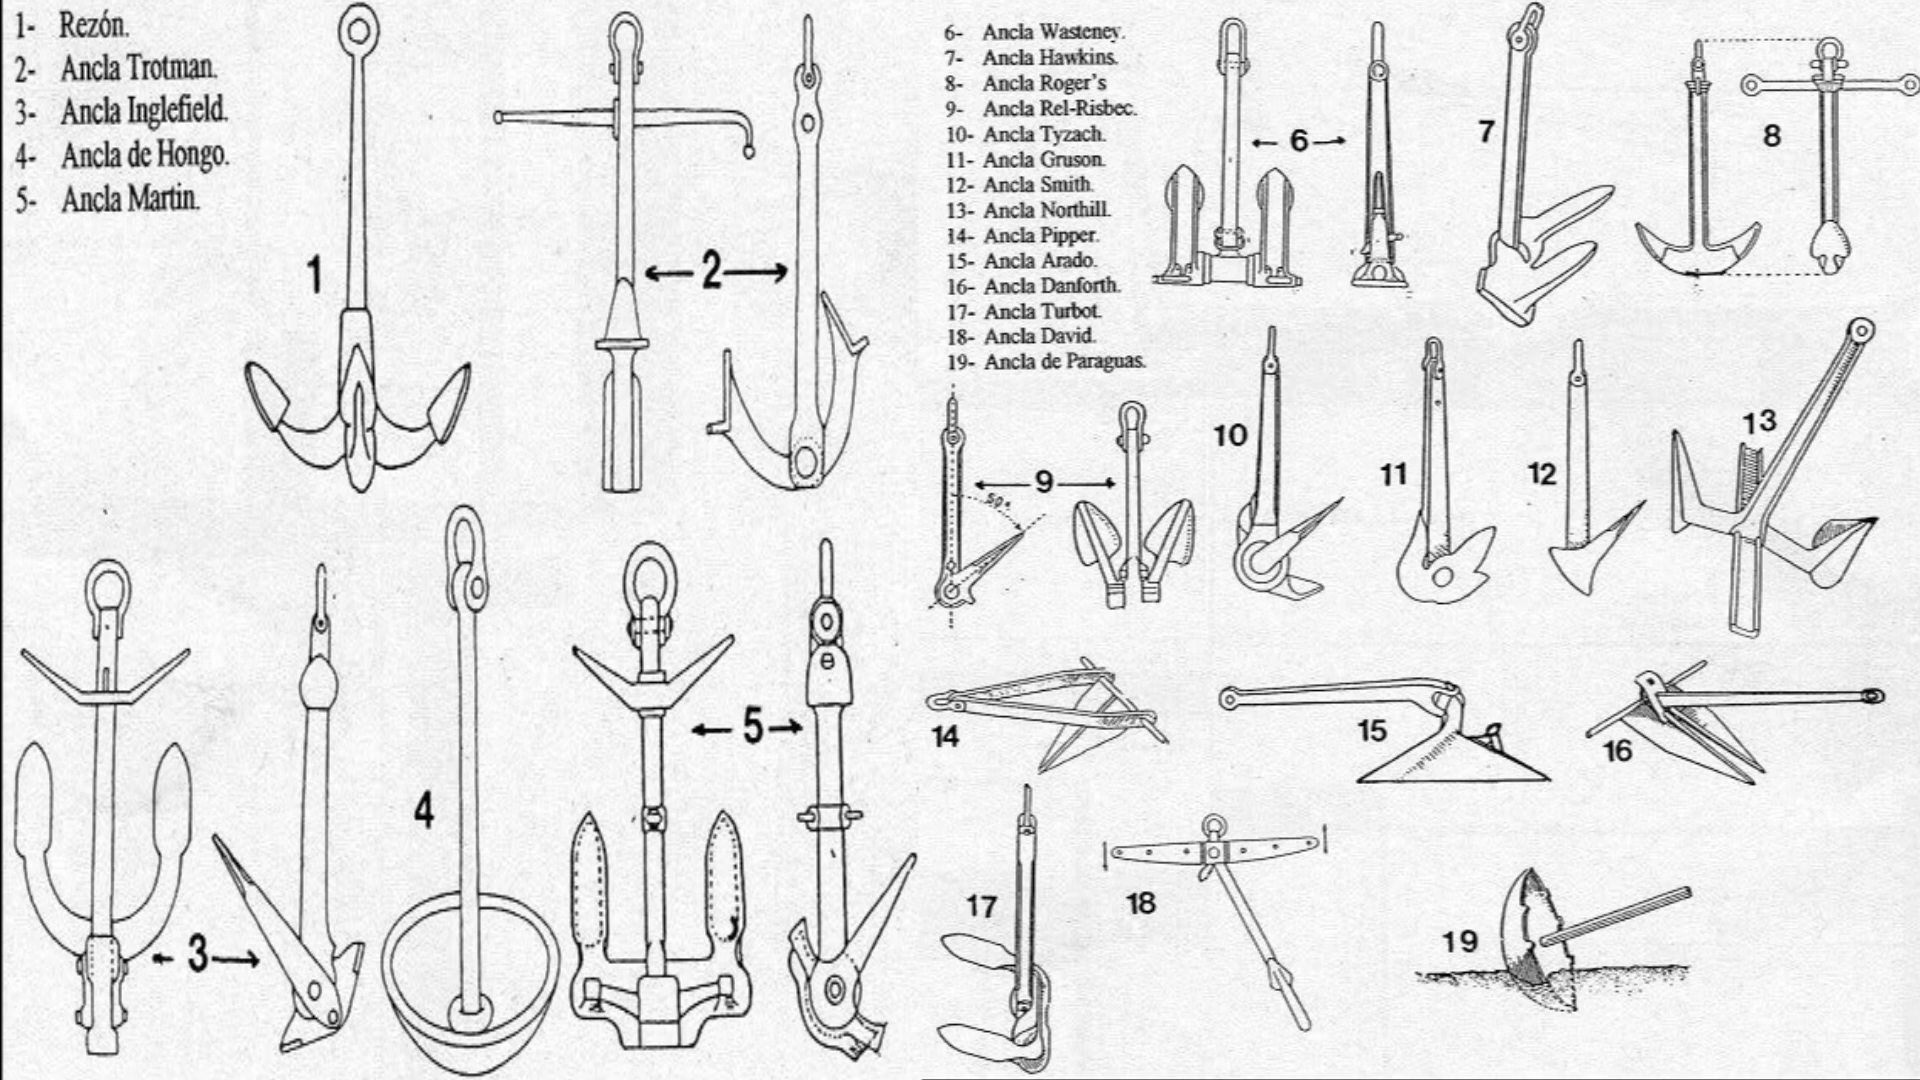 1- Rezón.
2- Ancla Trotman.
3- Ancla Inglefield.
4- Ancla de Hongo.
5- Ancla Martin.
1
2
3
4
5
6- Ancla Wasteney.
7- Ancla Hawkins.
8- Ancla Roger's
9- Ancla Rel-Risbec.
10- Ancla Tyzach.
11- Ancla Gruson.
12- Ancla Smith.
13- Ancla Northill.
14- Ancla Pipper.
15- Ancla Arado.
16- Ancla Danforth.
17- Ancla Turbot.
18- Ancla David.
19- Ancla de Paraguas.
6
7
8
9
50°
10
11
12
13
14
15
16
17
18
19